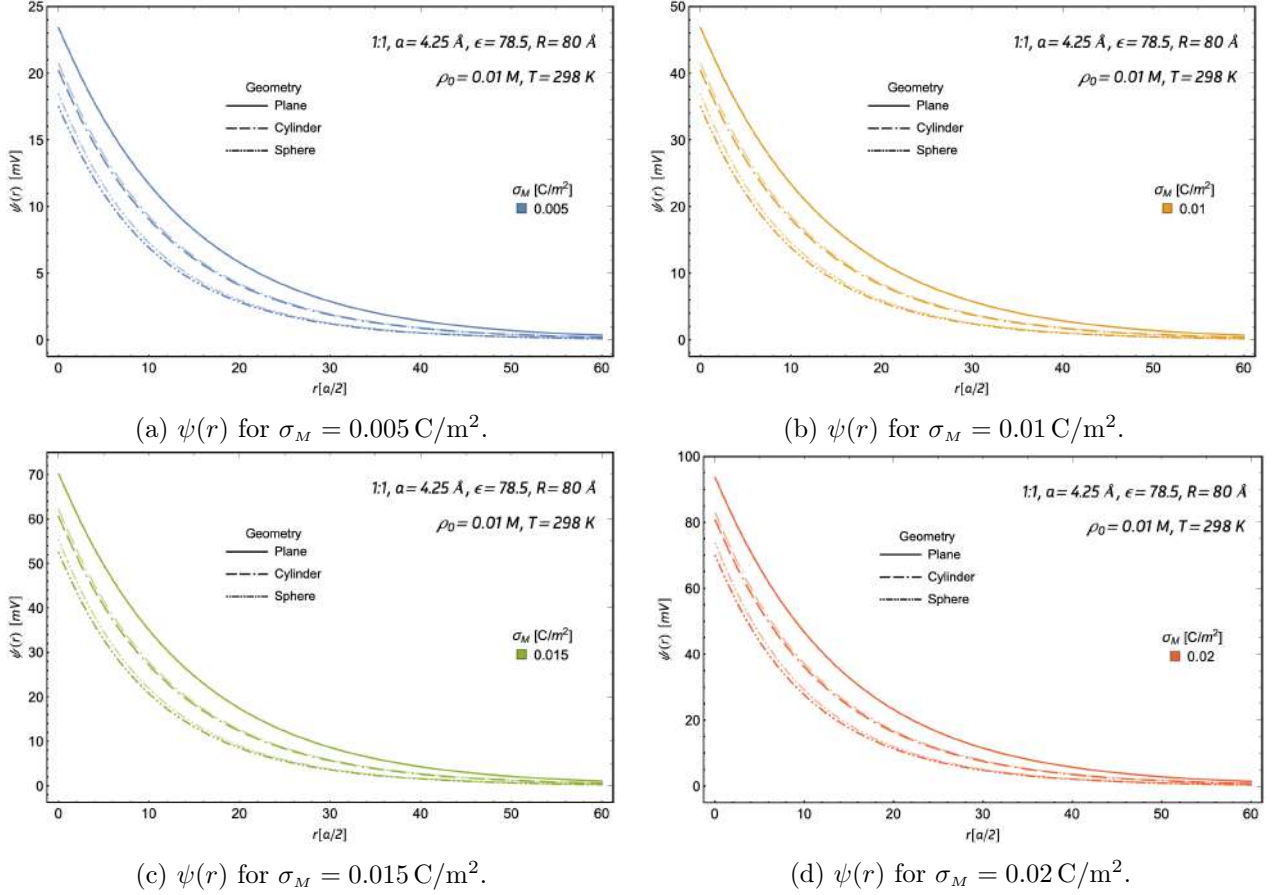 25
20
15
10
5
0
ψ(r) [mV]
1:1, a= 4.25 Å, ϵ= 78.5, R= 80 Å
ρ0= 0.01 M, T= 298 K
Geometry
Plane
Cylinder
Sphere
σM [C/m²]
0.005
0 10 20 30 40 50 60
r[a/2]
(a) ψ(r) for σM = 0.005 C/m².
50
40
30
20
10
0
ψ(r) [mV]
1:1, a= 4.25 Å, ϵ= 78.5, R= 80 Å
ρ0= 0.01 M, T= 298 K
Geometry
Plane
Cylinder
Sphere
σM [C/m²]
0.01
0 10 20 30 40 50 60
r[a/2]
(b) ψ(r) for σM = 0.01 C/m².
70
60
50
40
30
20
10
0
ψ(r) [mV]
1:1, a= 4.25 Å, ϵ= 78.5, R= 80 Å
ρ0= 0.01 M, T= 298 K
Geometry
Plane
Cylinder
Sphere
σM [C/m²]
0.015
0 10 20 30 40 50 60
r[a/2]
(c) ψ(r) for σM = 0.015 C/m².
100
80
60
40
20
0
ψ(r) [mV]
1:1, a= 4.25 Å, ϵ= 78.5, R= 80 Å
ρ0= 0.01 M, T= 298 K
Geometry
Plane
Cylinder
Sphere
σM [C/m²]
0.02
0 10 20 30 40 50 60
r[a/2]
(d) ψ(r) for σM = 0.02 C/m².